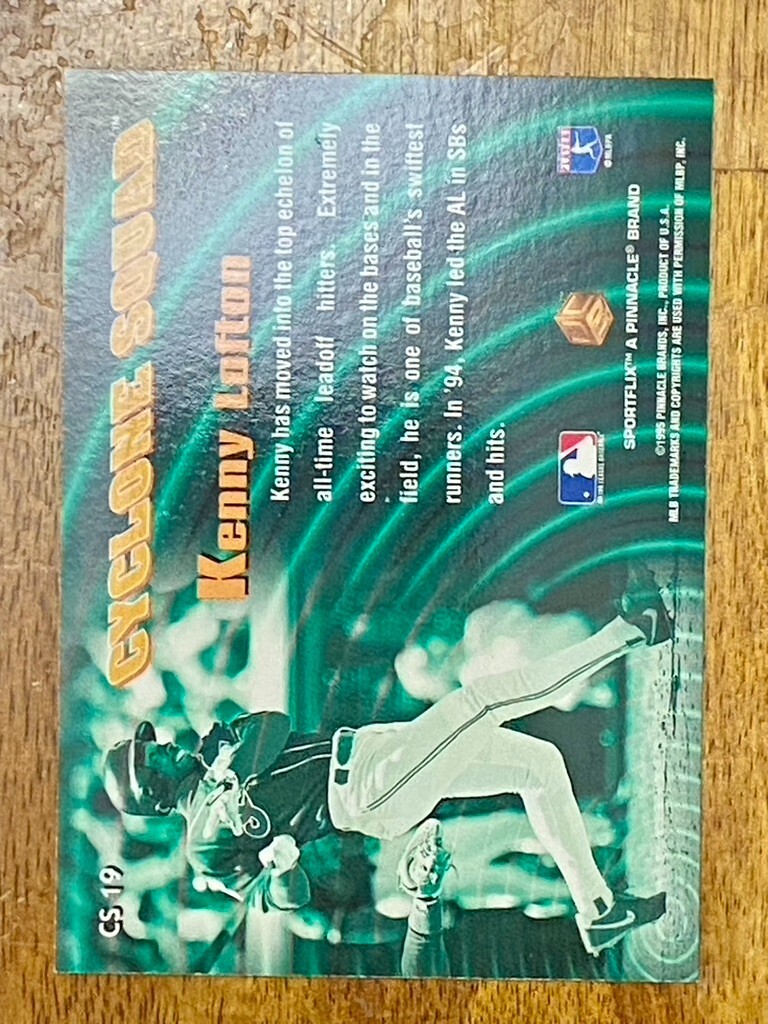 CS 19
CYCLONE SQUAD™
Kenny Lofton
Kenny has moved into the top echelon of
all-time leadoff hitters. Extremely
exciting to watch on the bases and in the
field, he is one of baseball's swiftest
runners. In '94, Kenny led the AL in SBs
and hits.
©MLBPA
SPORTFLIX™ A PINNACLE® BRAND
©1995 PINNACLE BRANDS, INC., PRODUCT OF U.S.A.
MLB TRADEMARKS AND COPYRIGHTS ARE USED WITH PERMISSION OF MLBP, INC.